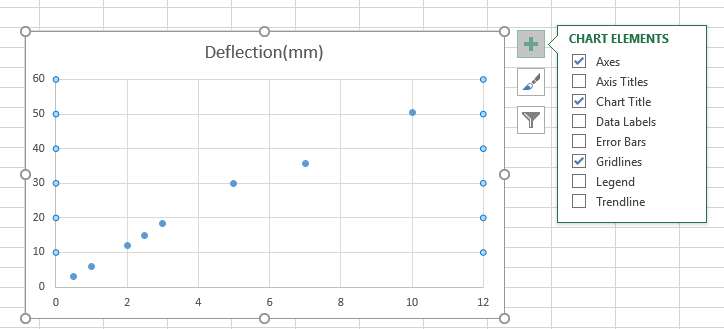 Deflection(mm)
60
50
40
30
20
10
0
0 2 4 6 8 10 12
CHART ELEMENTS
Axes
Axis Titles
Chart Title
Data Labels
Error Bars
Gridlines
Legend
Trendline